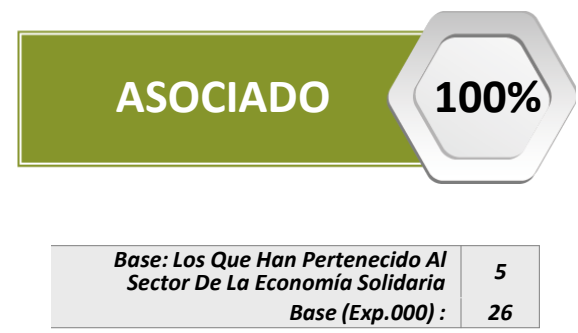 ASOCIADO 100%
Base: Los Que Han Pertenecido Al
Sector De La Economía Solidaria 5
Base (Exp.000) : 26